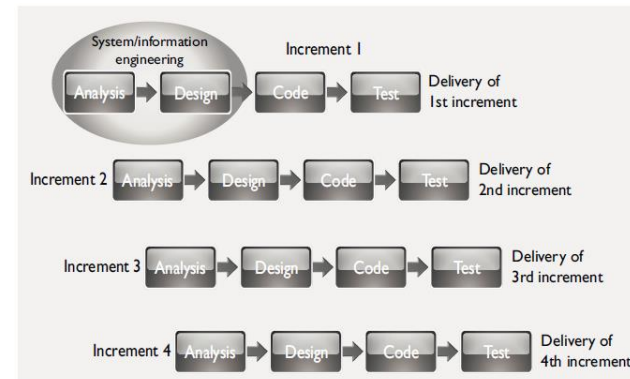 System/information
engineering
Increment 1
Analysis Design Code Test
Delivery of
1st increment
Increment 2 Analysis Design Code Test
Delivery of
2nd increment
Increment 3 Analysis Design Code Test
Delivery of
3rd increment
Increment 4 Analysis Design Code Test
Delivery of
4th increment